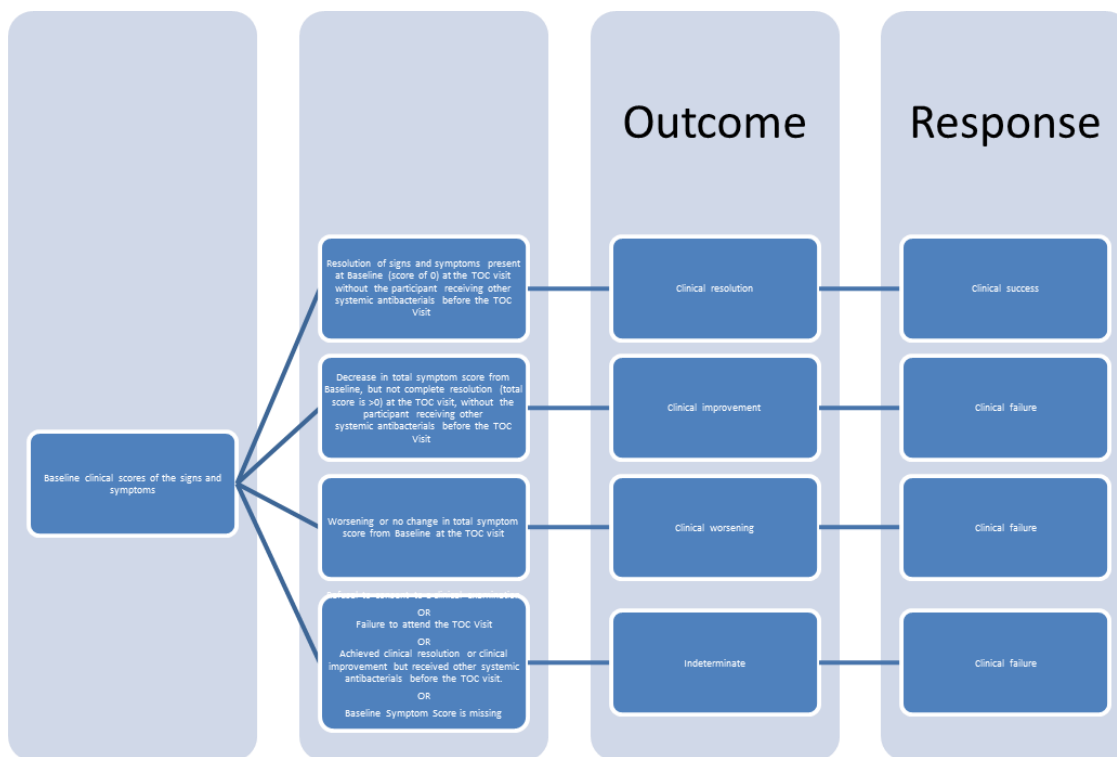 Outcome
Response
Resolution of signs and symptoms present
at Baseline (score of 0) at the TOC visit
without the participant receiving other
systemic antibacterials before the TOC
Visit
Clinical resolution
Clinical success
Decrease in total symptom score from
Baseline, but not complete resolution (total
score is >0) at the TOC visit, without the
participant receiving other
systemic antibacterials before the TOC
Visit
Clinical improvement
Clinical failure
Baseline clinical scores of the signs and
symptoms
Worsening or no change in total symptom
score from Baseline at the TOC visit
Clinical worsening
Clinical failure
to consent to a clinical examination
OR
Failure to attend the TOC Visit
OR
Achieved clinical resolution or clinical
improvement but received other systemic
antibacterials before the TOC visit.
OR
Baseline Symptom Score is missing
Indeterminate
Clinical failure